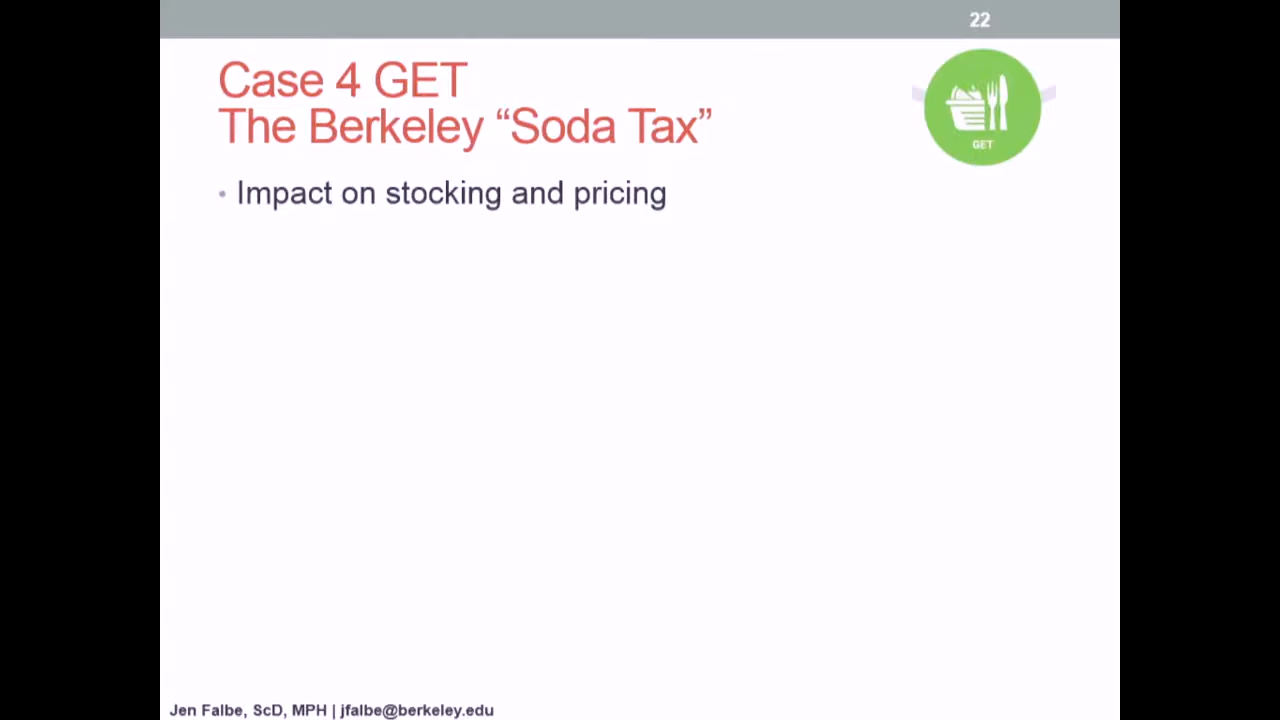 22
Case 4 GET
The Berkeley “Soda Tax”
GET
• Impact on stocking and pricing
Jen Falbe, ScD, MPH | jfalbe@berkeley.edu